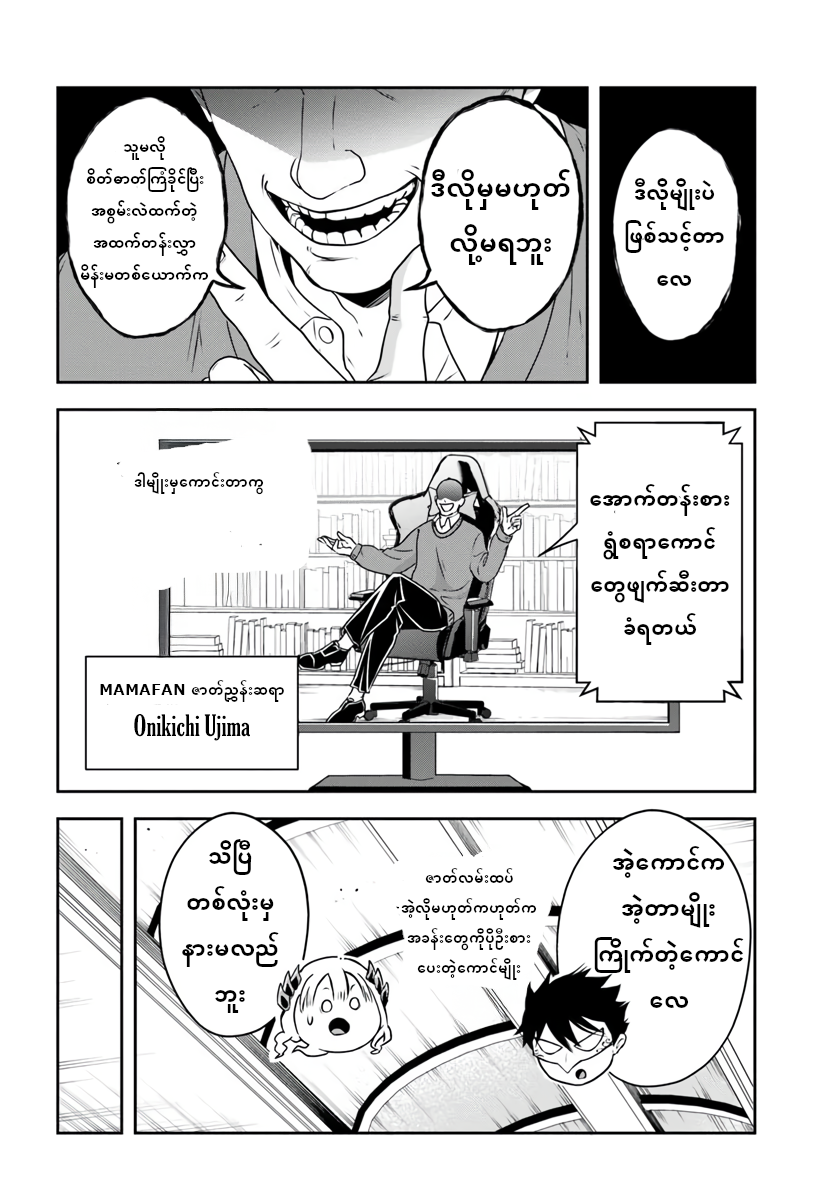 ဒီလိုမျိုးပဲ
ဖြစ်သင့်တာ
လေ
ဒီလိုမှမဟုတ်
လို့မရဘူး
သူမလို
စိတ်ဓာတ်ကြံ့ခိုင်ပြီး
အစွမ်းလဲထက်တဲ့
အထက်တန်းလွှာ
မိန်းမတစ်ယောက်က
အောက်တန်းစား
ရွံစရာကောင်
တွေဖျက်ဆီးတာ
ခံရတယ်
ဒါမျိုးမှကောင်းတာကွ
MAMAFAN ဇာတ်ညွှန်းဆရာ
Onikichi Ujima
အဲ့ကောင်က
အဲ့တာမျိုး
ကြိုက်တဲ့ကောင်
လေ
ဇာတ်လမ်းထပ်
အဲ့လိုမဟုတ်ကဟုတ်က
အခန်းတွေကိုပိုဦးစား
ပေးတဲ့ကောင်မျိုး
သိပြီ
တစ်လုံးမှ
နားမလည်
ဘူး